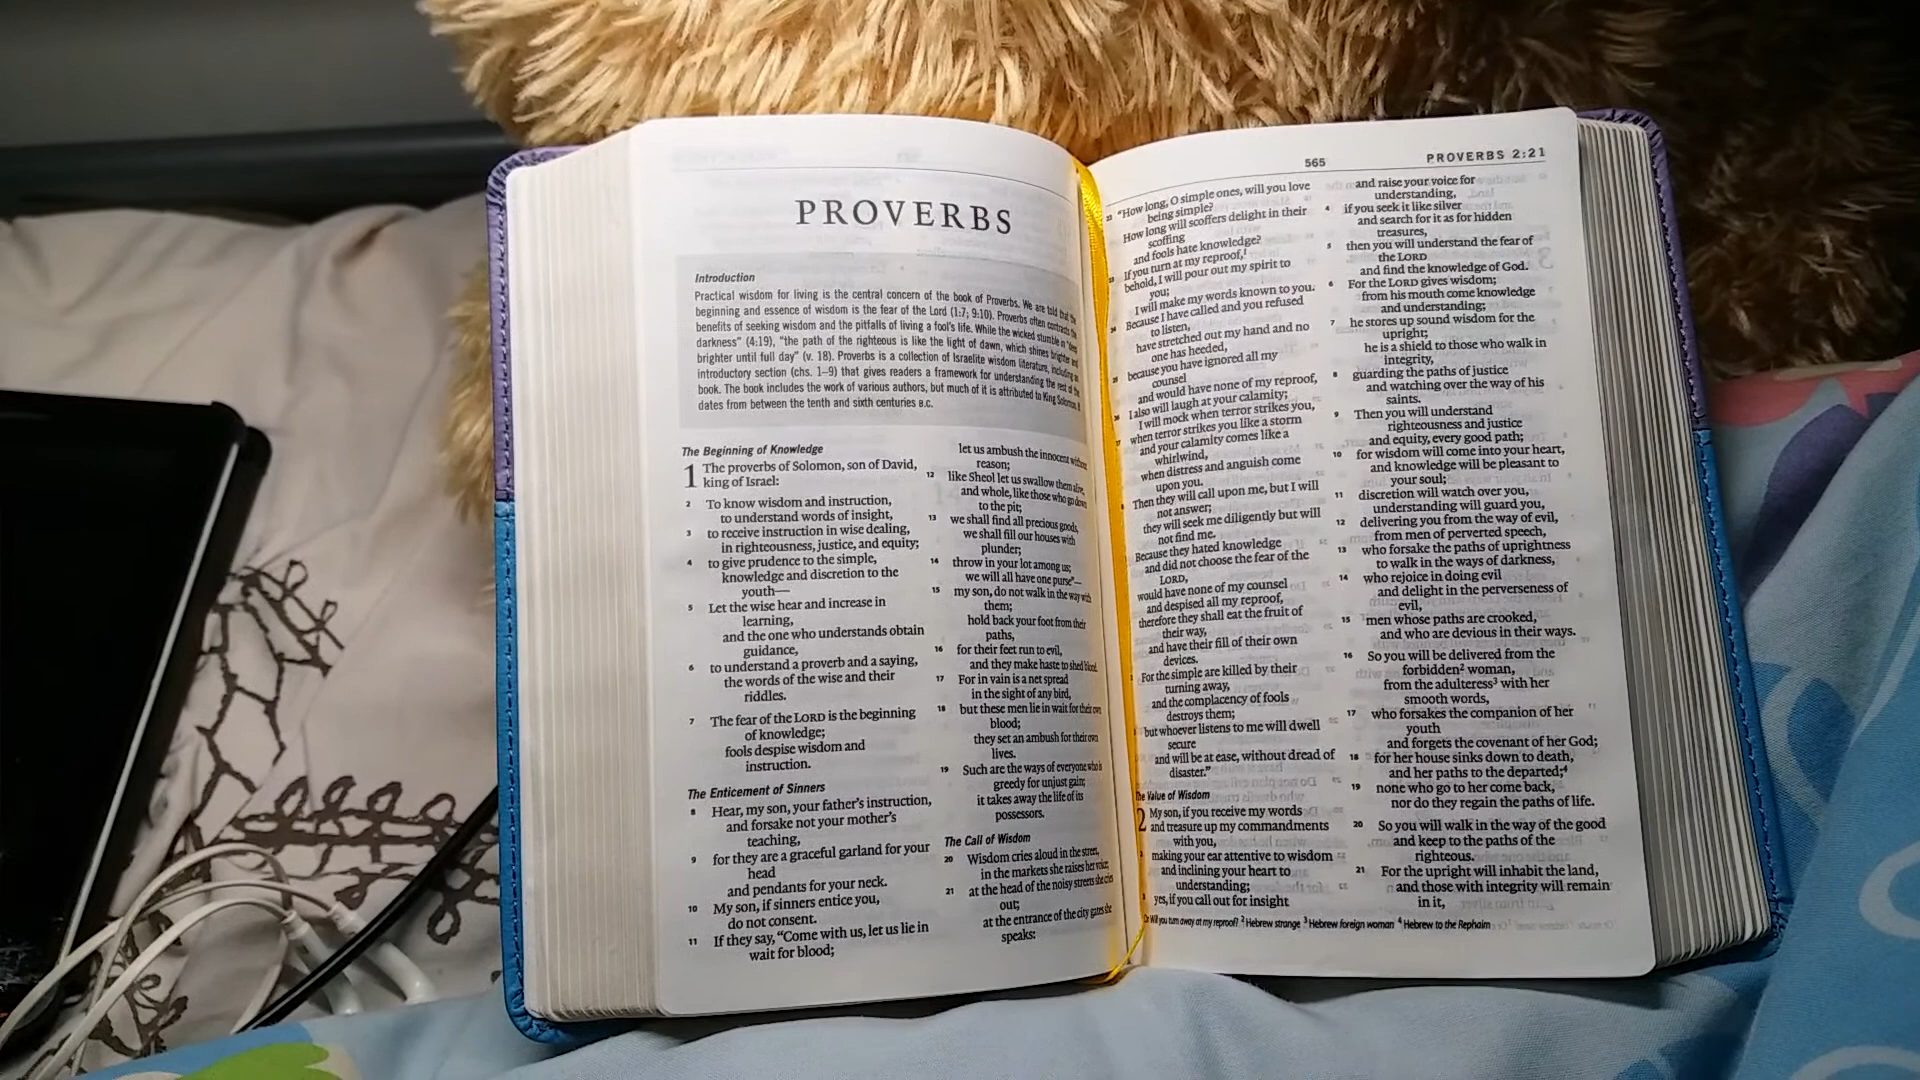 PROVERBS
Introduction
Practical wisdom for living is the central concern of the book of Proverbs. We are told that the
beginning and essence of wisdom is the fear of the Lord (1:7; 9:10). Proverbs often contrasts the
benefits of seeking wisdom and the pitfalls of living a fool's life. While the wicked stumble in "deep
darkness" (4:19), "the path of the righteous is like the light of dawn, which shines brighter and
brighter until full day" (v. 18). Proverbs is a collection of Israelite wisdom literature, including an
introductory section (chs. 1–9) that gives readers a framework for understanding the rest of the
book. The book includes the work of various authors, but much of it is attributed to King Solomon. It
dates from between the tenth and sixth centuries B.C.
The Beginning of Knowledge
1 The proverbs of Solomon, son of David,
king of Israel:
2 To know wisdom and instruction,
to understand words of insight,
3 to receive instruction in wise dealing,
in righteousness, justice, and equity;
4 to give prudence to the simple,
knowledge and discretion to the
youth—
5 Let the wise hear and increase in
learning,
and the one who understands obtain
guidance,
6 to understand a proverb and a saying,
the words of the wise and their
riddles.
7 The fear of the LORD is the beginning
of knowledge;
fools despise wisdom and
instruction.
The Enticement of Sinners
8 Hear, my son, your father's instruction,
and forsake not your mother's
teaching,
9 for they are a graceful garland for your
head
and pendants for your neck.
10 My son, if sinners entice you,
do not consent.
11 If they say, "Come with us, let us lie in
wait for blood;
let us ambush the innocent without
reason;
12 like Sheol let us swallow them alive,
and whole, like those who go down
to the pit;
13 we shall find all precious goods,
we shall fill our houses with
plunder;
14 throw in your lot among us;
we will all have one purse"—
15 my son, do not walk in the way with
them;
hold back your foot from their
paths,
16 for their feet run to evil,
and they make haste to shed blood.
17 For in vain is a net spread
in the sight of any bird,
18 but these men lie in wait for their own
blood;
they set an ambush for their own
lives.
19 Such are the ways of everyone who is
greedy for unjust gain;
it takes away the life of its
possessors.
The Call of Wisdom
20 Wisdom cries aloud in the street,
in the markets she raises her voice;
21 at the head of the noisy streets she cries
out;
at the entrance of the city gates she
speaks:
565
PROVERBS 2:21
22 "How long, O simple ones, will you love
being simple?
How long will scoffers delight in their
scoffing
and fools hate knowledge?
23 If you turn at my reproof,1
behold, I will pour out my spirit to
you;
I will make my words known to you.
24 Because I have called and you refused
to listen,
have stretched out my hand and no
one has heeded,
25 because you have ignored all my
counsel
and would have none of my reproof,
26 I also will laugh at your calamity;
I will mock when terror strikes you,
27 when terror strikes you like a storm
and your calamity comes like a
whirlwind,
when distress and anguish come
upon you.
Then they will call upon me, but I will
not answer;
they will seek me diligently but will
not find me.
Because they hated knowledge
and did not choose the fear of the
LORD,
would have none of my counsel
and despised all my reproof,
therefore they shall eat the fruit of
their way,
and have their fill of their own
devices.
For the simple are killed by their
turning away,
and the complacency of fools
destroys them;
but whoever listens to me will dwell
secure
and will be at ease, without dread of
disaster."
The Value of Wisdom
2 My son, if you receive my words
and treasure up my commandments
with you,
making your ear attentive to wisdom
and inclining your heart to
understanding;
yes, if you call out for insight
and raise your voice for
understanding,
4 if you seek it like silver
and search for it as for hidden
treasures,
5 then you will understand the fear of
the LORD
and find the knowledge of God.
6 For the LORD gives wisdom;
from his mouth come knowledge
and understanding;
7 he stores up sound wisdom for the
upright;
he is a shield to those who walk in
integrity,
8 guarding the paths of justice
and watching over the way of his
saints.
9 Then you will understand
righteousness and justice
and equity, every good path;
10 for wisdom will come into your heart,
and knowledge will be pleasant to
your soul;
11 discretion will watch over you,
understanding will guard you,
12 delivering you from the way of evil,
from men of perverted speech,
13 who forsake the paths of uprightness
to walk in the ways of darkness,
14 who rejoice in doing evil
and delight in the perverseness of
evil,
15 men whose paths are crooked,
and who are devious in their ways.
16 So you will be delivered from the
forbidden2 woman,
from the adulteress3 with her
smooth words,
17 who forsakes the companion of her
youth
and forgets the covenant of her God;
18 for her house sinks down to death,
and her paths to the departed;4
19 none who go to her come back,
nor do they regain the paths of life.
20 So you will walk in the way of the good
and keep to the paths of the
righteous.
21 For the upright will inhabit the land,
and those with integrity will remain
in it,
Or Will you turn away at my reproof? 2 Hebrew strange 3 Hebrew foreign woman 4 Hebrew to the Rephaim